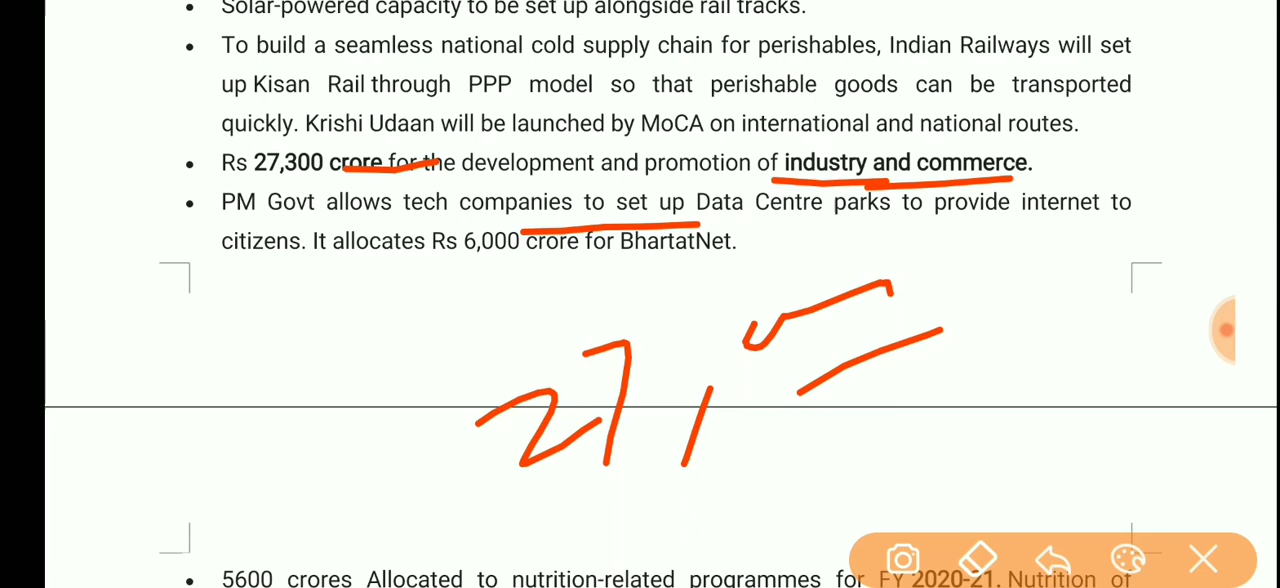 Solar-powered capacity to be set up alongside rail tracks.
• To build a seamless national cold supply chain for perishables, Indian Railways will set
up Kisan Rail through PPP model so that perishable goods can be transported
quickly. Krishi Udaan will be launched by MoCA on international and national routes.
• Rs 27,300 crore for the development and promotion of industry and commerce.
• PM Govt allows tech companies to set up Data Centre parks to provide internet to
citizens. It allocates Rs 6,000 crore for BhartatNet.
27,
• 5600 crores Allocated to nutrition-related programmes for FY 2020-21. Nutrition of